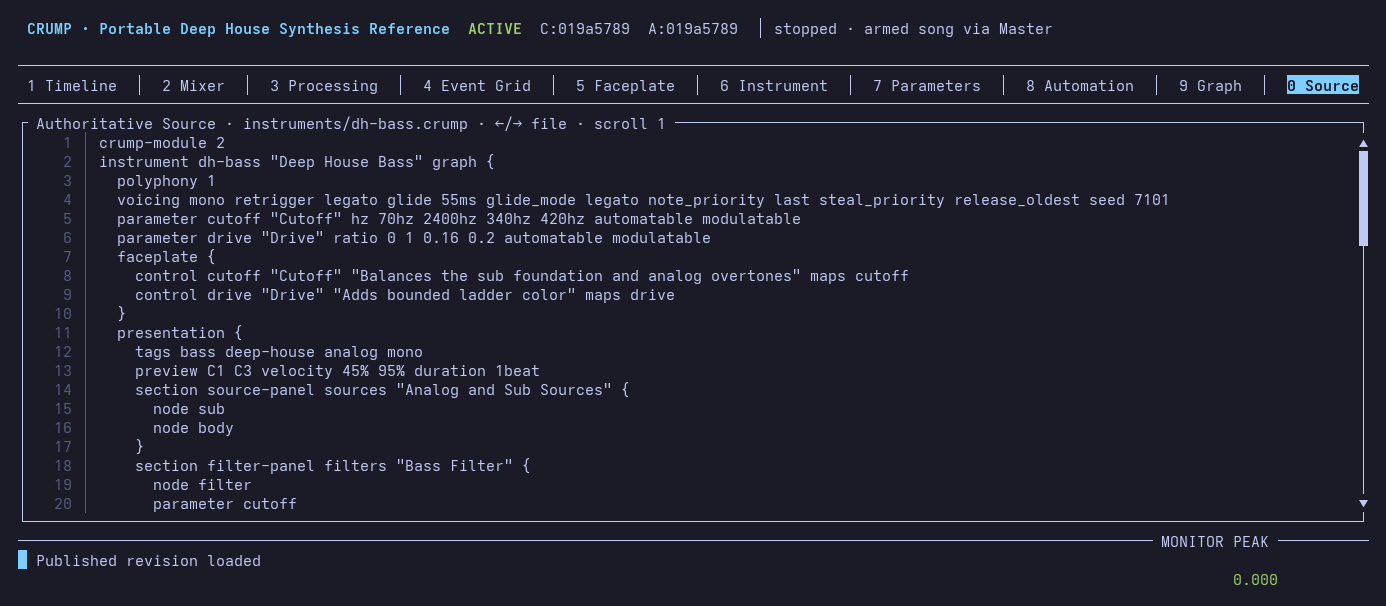 CRUMP · Portable Deep House Synthesis Reference ACTIVE C:019a5789 A:019a5789 │ stopped · armed song via Master
1 Timeline │ 2 Mixer │ 3 Processing │ 4 Event Grid │ 5 Faceplate │ 6 Instrument │ 7 Parameters │ 8 Automation │ 9 Graph │ 0 Source
Authoritative Source · instruments/dh-bass.crump · ←/→ file · scroll 1
1 crump-module 2
2 instrument dh-bass "Deep House Bass" graph {
3 polyphony 1
4 voicing mono retrigger legato glide 55ms glide_mode legato note_priority last steal_priority release_oldest seed 7101
5 parameter cutoff "Cutoff" hz 70hz 2400hz 340hz 420hz automatable modulatable
6 parameter drive "Drive" ratio 0 1 0.16 0.2 automatable modulatable
7 faceplate {
8 control cutoff "Cutoff" "Balances the sub foundation and analog overtones" maps cutoff
9 control drive "Drive" "Adds bounded ladder color" maps drive
10 }
11 presentation {
12 tags bass deep-house analog mono
13 preview C1 C3 velocity 45% 95% duration 1beat
14 section source-panel sources "Analog and Sub Sources" {
15 node sub
16 node body
17 }
18 section filter-panel filters "Bass Filter" {
19 node filter
20 parameter cutoff
MONITOR PEAK
Published revision loaded
0.000